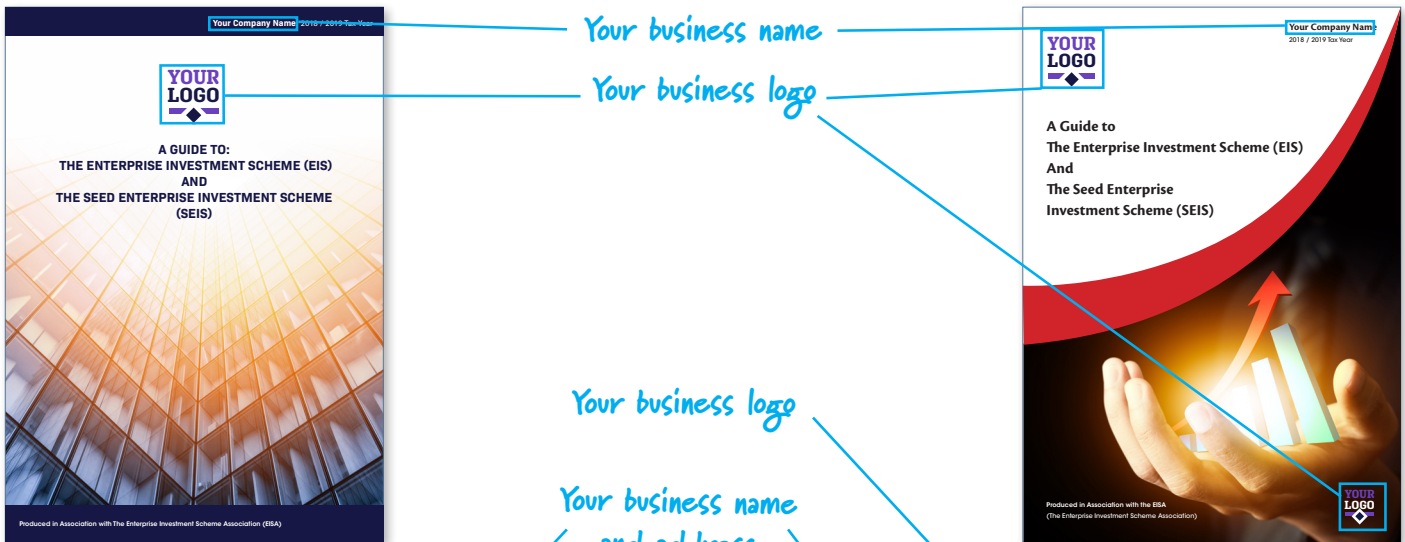 Your Company Name 2018 / 2019 Tax Year
YOUR
LOGO
A GUIDE TO:
THE ENTERPRISE INVESTMENT SCHEME (EIS)
AND
THE SEED ENTERPRISE INVESTMENT SCHEME
(SEIS)
Produced in Association with The Enterprise Investment Scheme Association (EISA)
Your business name
Your business logo
Your business logo
Your business name
and address
Your Company Name
2018 / 2019 Tax Year
YOUR
LOGO
A Guide to
The Enterprise Investment Scheme (EIS)
And
The Seed Enterprise
Investment Scheme (SEIS)
Produced in Association with the EISA
(The Enterprise Investment Scheme Association)
YOUR
LOGO